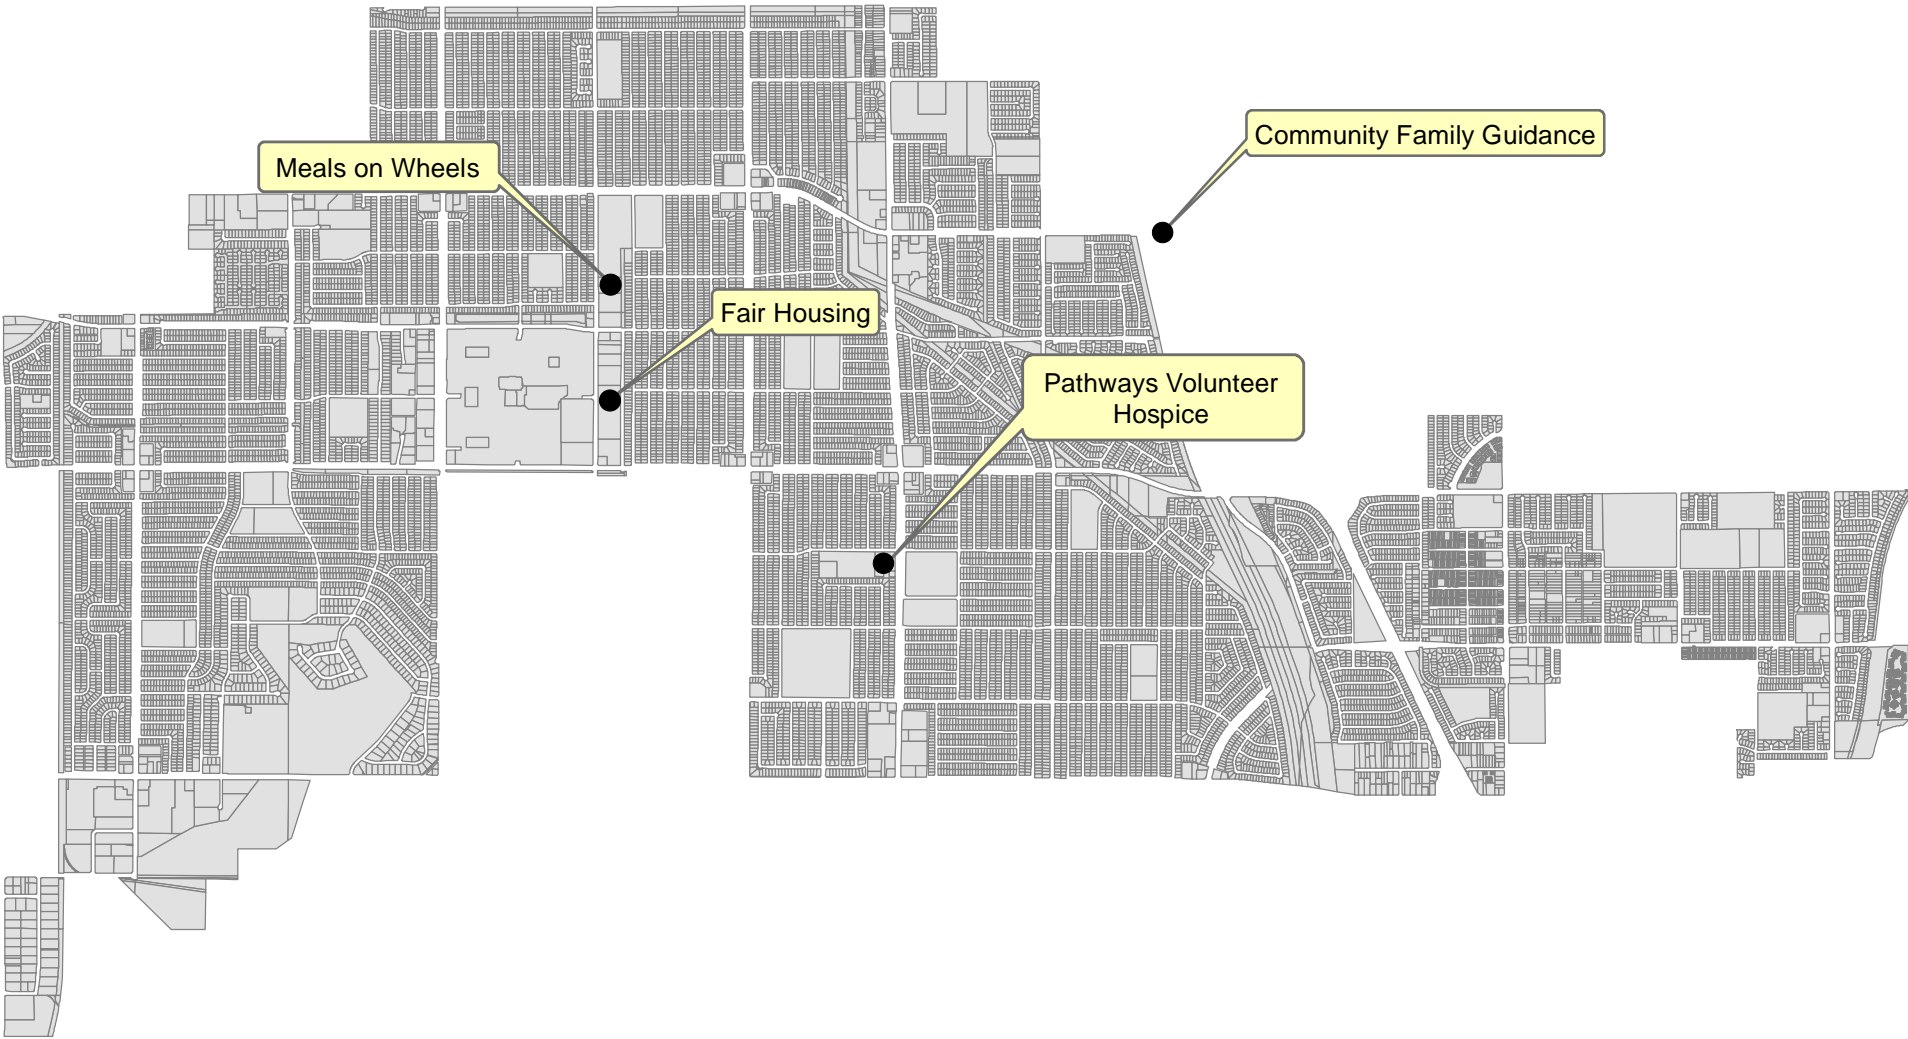 Community Family Guidance
Meals on Wheels
Fair Housing
Pathways Volunteer
Hospice